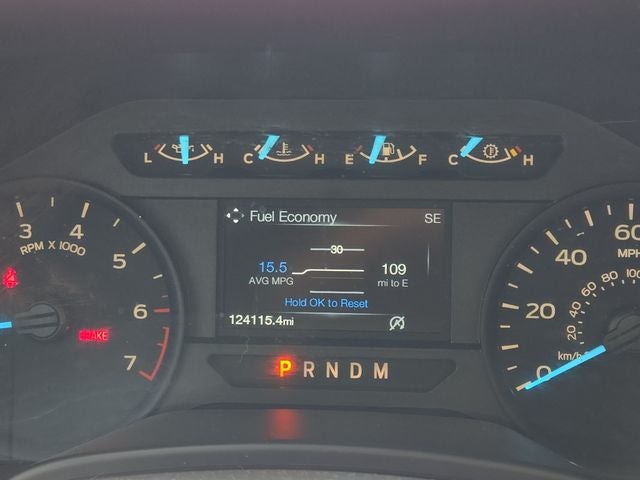 L H C H E F C H
Fuel Economy SE
30
15.5 109
AVG MPG mi to E
Hold OK to Reset
124115.4mi
P R N D M
3 4 5 6 7
RPM X 1000
BRAKE
0 20 40 60
MPH
20 40 60 80 100
km/h